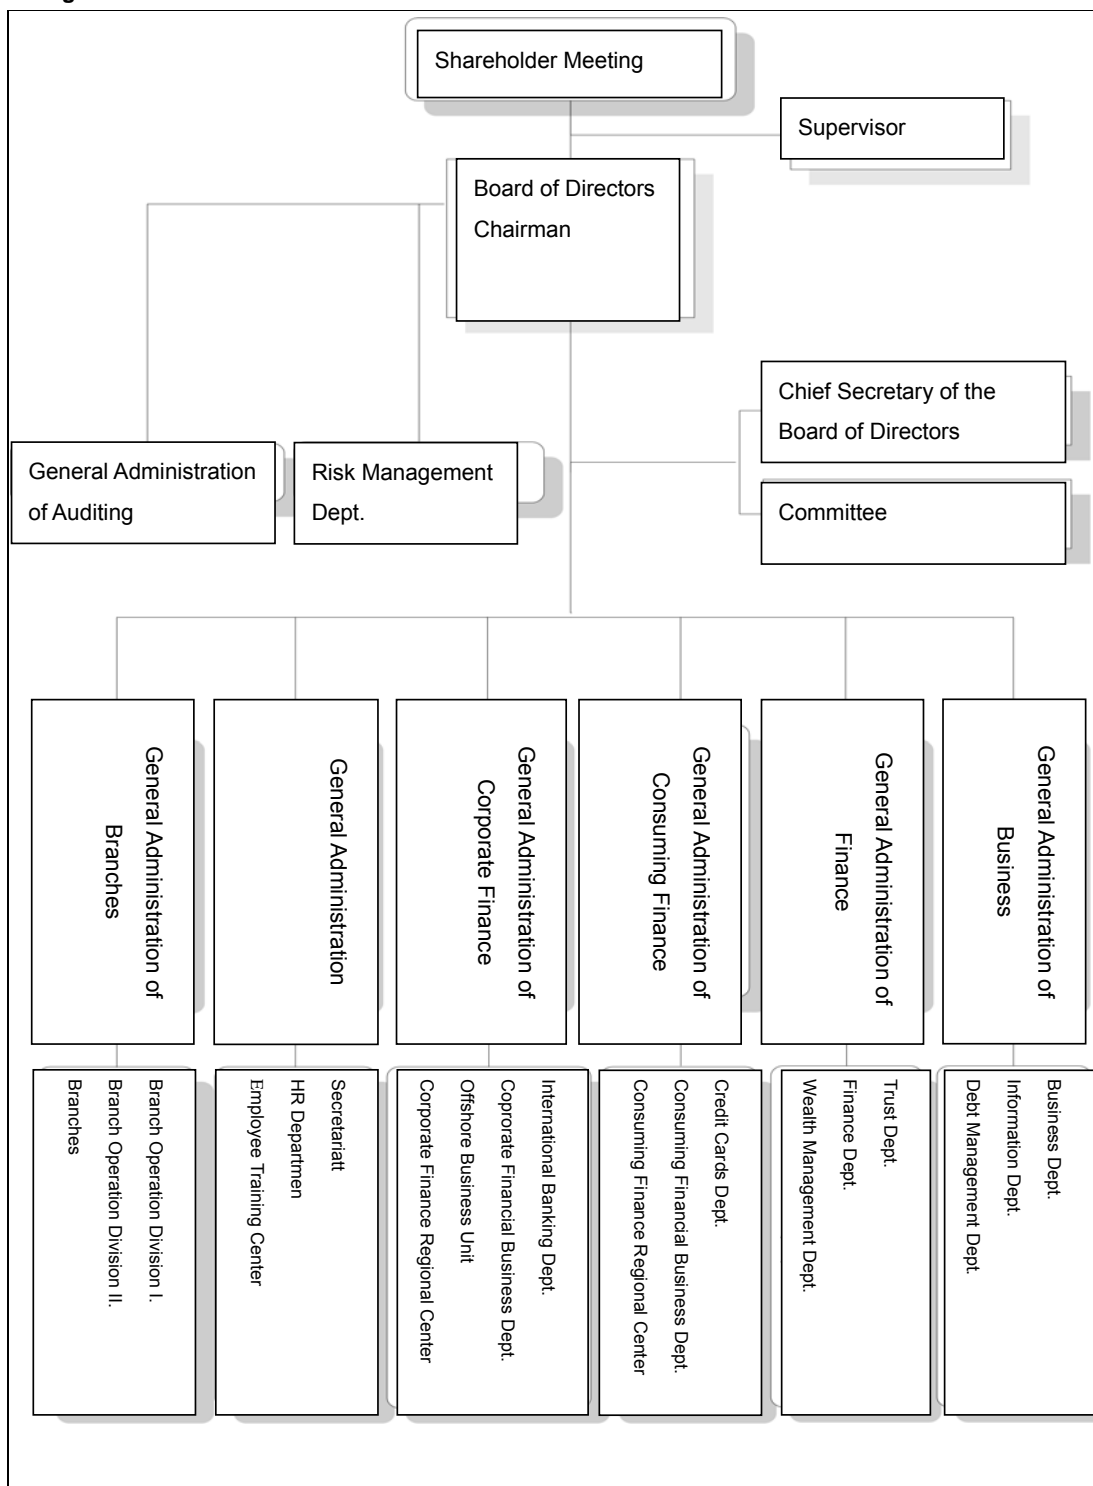 Shareholder Meeting
Supervisor
Board of Directors
Chairman
Chief Secretary of the
Board of Directors
General Administration
of Auditing
Risk Management
Dept.
Committee
General Administration of
Branches
General Administration
General Administration of
Corporate Finance
General Administration of
Consuming Finance
General Administration of
Finance
General Administration of
Business
Branch Operation Division I.
Branch Operation Division II.
Branches
Secretariatt
HR Departmen
Employee Training Center
International Banking Dept.
Coprorate Financial Business Dept.
Offshore Business Unit
Corporate Finance Regional Center
Credit Cards Dept.
Consuming Financial Business Dept.
Consuming Finance Regional Center
Trust Dept.
Finance Dept.
Wealth Management Dept.
Business Dept.
Information Dept.
Debt Management Dept.